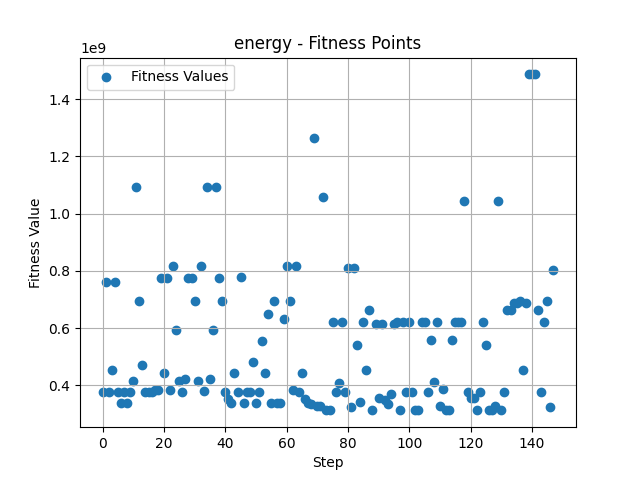 energy - Fitness Points
1e9
Fitness Values
1.4
1.2
1.0
0.8
0.6
0.4
Fitness Value
0 20 40 60 80 100 120 140
Step